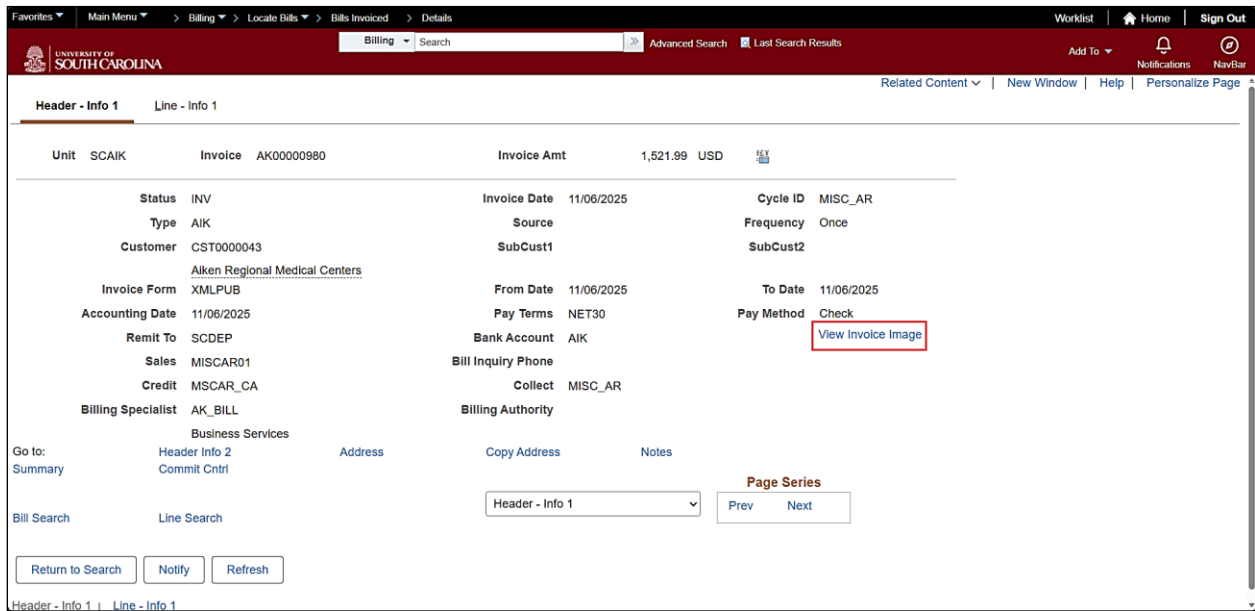 Favorites Main Menu > Billing > Locate Bills > Bills Invoiced > Details Worklist Home Sign Out
UNIVERSITY OF
SOUTH CAROLINA
Billing Search » Advanced Search Last Search Results Add To Notifications NavBar
Related Content New Window | Help | Personalize Page
Header - Info 1 Line - Info 1
Unit SCAIK Invoice AK00000980 Invoice Amt 1,521.99 USD
Status INV Invoice Date 11/06/2025 Cycle ID MISC_AR
Type AIK Source Frequency Once
Customer CST0000043 SubCust1 SubCust2
Aiken Regional Medical Centers
Invoice Form XMLPUB From Date 11/06/2025 To Date 11/06/2025
Accounting Date 11/06/2025 Pay Terms NET30 Pay Method Check
Remit To SCDEP Bank Account AIK View Invoice Image
Sales MISCAR01 Bill Inquiry Phone
Credit MSCAR_CA Collect MISC_AR
Billing Specialist AK_BILL Billing Authority
Business Services
Go to: Header Info 2 Address Copy Address Notes
Summary Commit Cntrl
Page Series
Header - Info 1 Prev Next
Bill Search Line Search
Return to Search Notify Refresh
Header - Info 1 | Line - Info 1